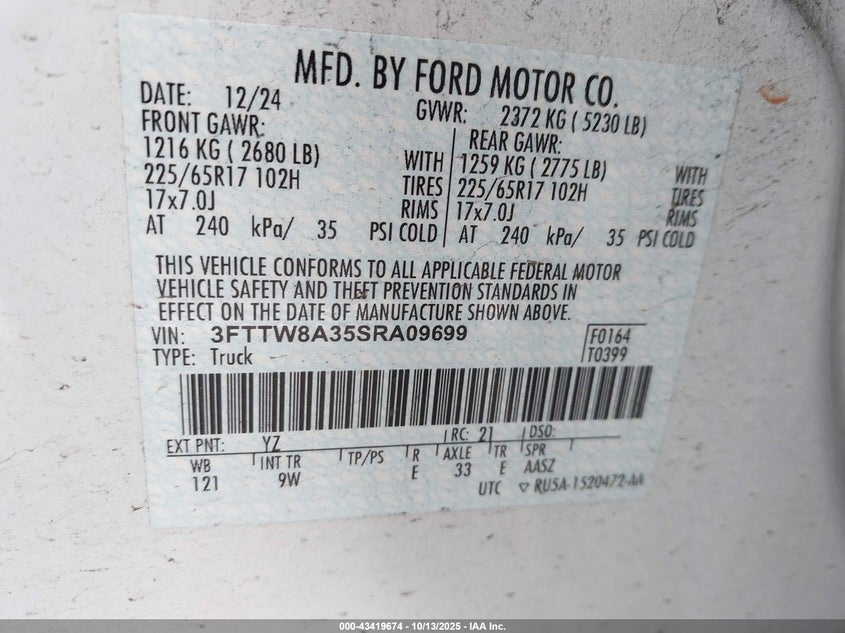 MFD. BY FORD MOTOR CO.
DATE: 12/24 GVWR: 2372 KG ( 5230 LB)
FRONT GAWR: REAR GAWR:
1216 KG ( 2680 LB) WITH 1259 KG ( 2775 LB) WITH
225/65R17 102H TIRES 225/65R17 102H TIRES
17x7.0J RIMS 17x7.0J RIMS
AT 240 kPa/ 35 PSI COLD AT 240 kPa/ 35 PSI COLD
THIS VEHICLE CONFORMS TO ALL APPLICABLE FEDERAL MOTOR
VEHICLE SAFETY AND THEFT PREVENTION STANDARDS IN
EFFECT ON THE DATE OF MANUFACTURE SHOWN ABOVE.
VIN: 3FTTW8A35SRA09699 F0164
TYPE: Truck T0399
EXT PNT: YZ RC: 21 DSO:
WB INT TR TP/PS R AXLE TR SPR
121 9W E 33 E AASZ
UTC ▽ RU5A-1520472-AA
000-43419674 | 10/13/2025 | IAA Inc.